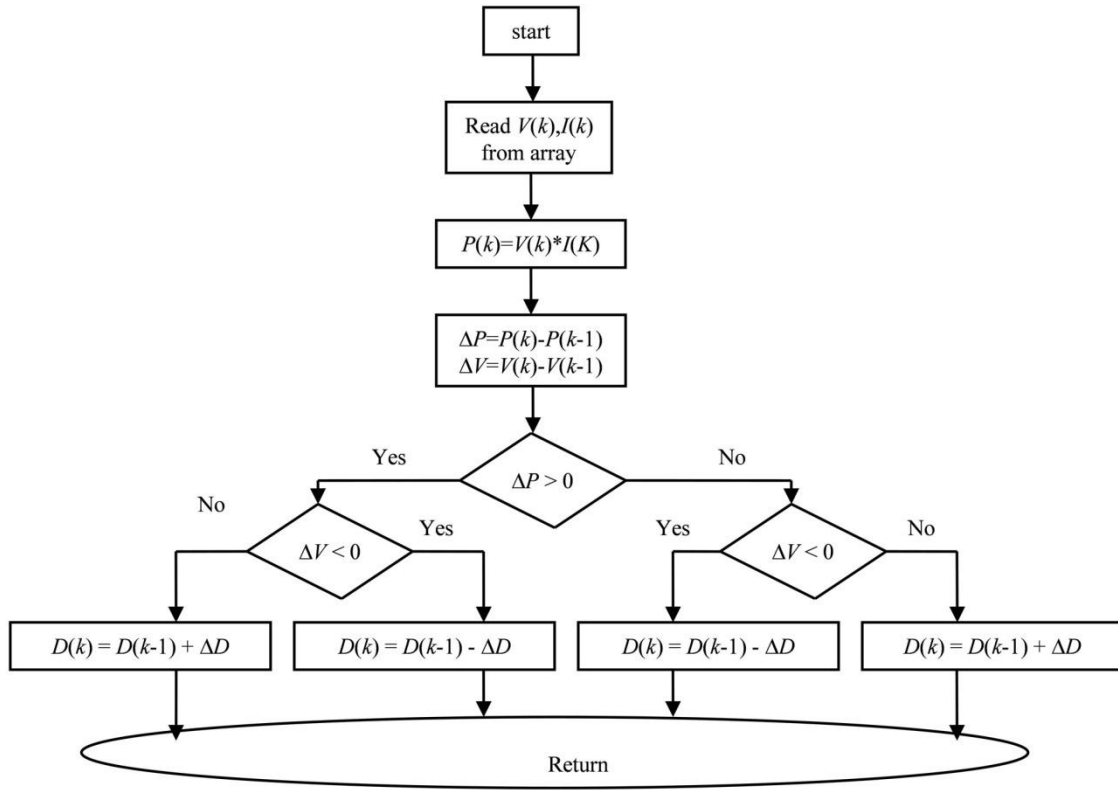 start
Read V(k),I(k)
from array
P(k)=V(k)*I(K)
ΔP=P(k)-P(k-1)
ΔV=V(k)-V(k-1)
Yes
ΔP > 0
No
No
ΔV < 0
Yes
Yes
ΔV < 0
No
D(k) = D(k-1) + ΔD
D(k) = D(k-1) - ΔD
D(k) = D(k-1) - ΔD
D(k) = D(k-1) + ΔD
Return